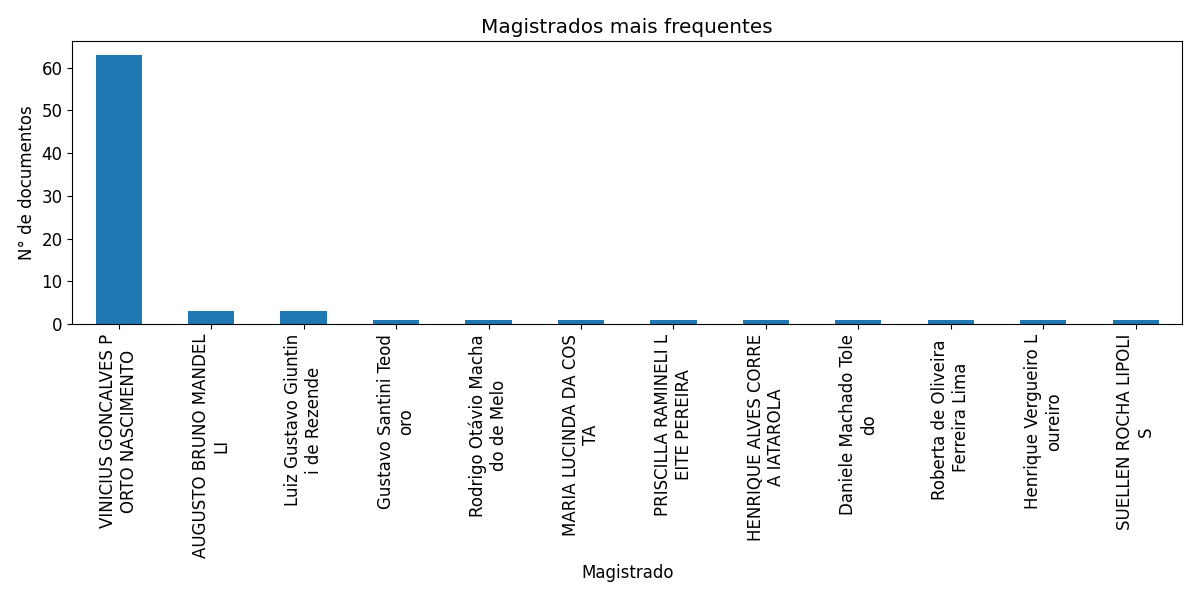 Magistrados mais frequentes
N° de documentos
60
50
40
30
20
10
0
VINICIUS GONCALVES P
ORTO NASCIMENTO
AUGUSTO BRUNO MANDEL
LI
Luiz Gustavo Giuntin
i de Rezende
Gustavo Santini Teod
oro
Rodrigo Otávio Macha
do de Melo
MARIA LUCINDA DA COS
TA
PRISCILLA RAMINELI L
EITE PEREIRA
HENRIQUE ALVES CORRE
A IATAROLA
Daniele Machado Tole
do
Roberta de Oliveira
Ferreira Lima
Henrique Vergueiro L
oureiro
SUELLEN ROCHA LIPOLI
S
Magistrado